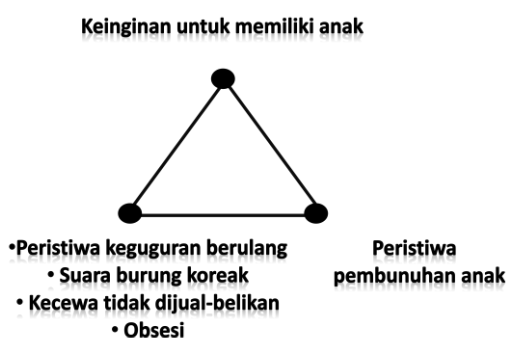 Keinginan untuk memiliki anak
•Peristiwa keguguran berulang
• Suara burung koreak
• Kecewa tidak dijual-belikan
• Obsesi
Peristiwa
pembunuhan anak